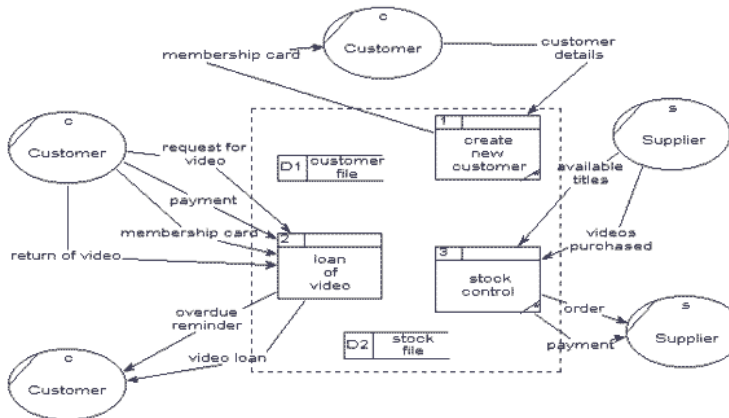 c
Customer
membership card
customer
details
c
Customer
request for
video
payment
membership card
return of video
D1 customer
file
1
create
new
customer
s
Supplier
available
titles
videos
purchased
2
loan
of
video
3
stock
control
order
payment
s
Supplier
overdue
reminder
video loan
D2 stock
file
c
Customer